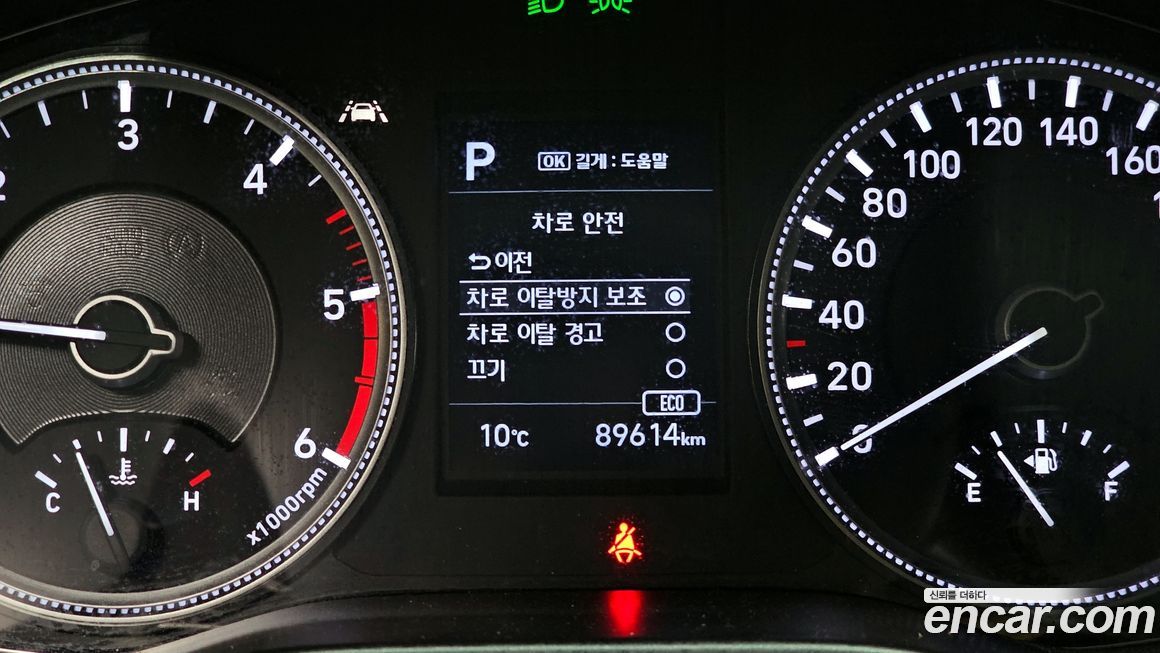 P
OK 길게 : 도움말
차로 안전
이전
차로 이탈방지 보조
차로 이탈 경고
끄기
ECO
10℃
89614km
2
3
4
5
6
x1000rpm
C
H
0
20
40
60
80
100
120
140
160
E
F
신뢰를 더하다
encar.com